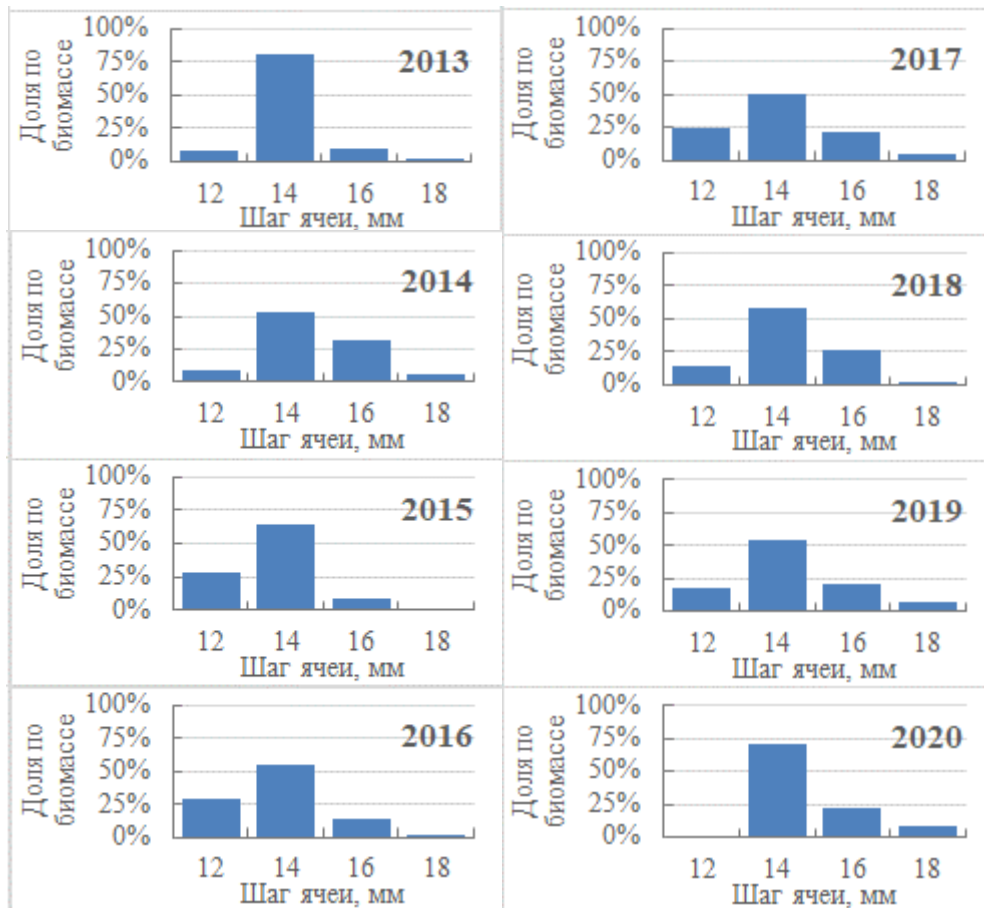 Доля по
биомассе
100%
75%
50%
25%
0%
2013
12 14 16 18
Шаг ячеи, мм
Доля по
биомассе
100%
75%
50%
25%
0%
2014
12 14 16 18
Шаг ячеи, мм
Доля по
биомассе
100%
75%
50%
25%
0%
2015
12 14 16 18
Шаг ячеи, мм
Доля по
биомассе
100%
75%
50%
25%
0%
2016
12 14 16 18
Шаг ячеи, мм
Доля по
биомассе
100%
75%
50%
25%
0%
2017
12 14 16 18
Шаг ячеи, мм
Доля по
биомассе
100%
75%
50%
25%
0%
2018
12 14 16 18
Шаг ячеи, мм
Доля по
биомассе
100%
75%
50%
25%
0%
2019
12 14 16 18
Шаг ячеи, мм
Доля по
биомассе
100%
75%
50%
25%
0%
2020
12 14 16 18
Шаг ячеи, мм